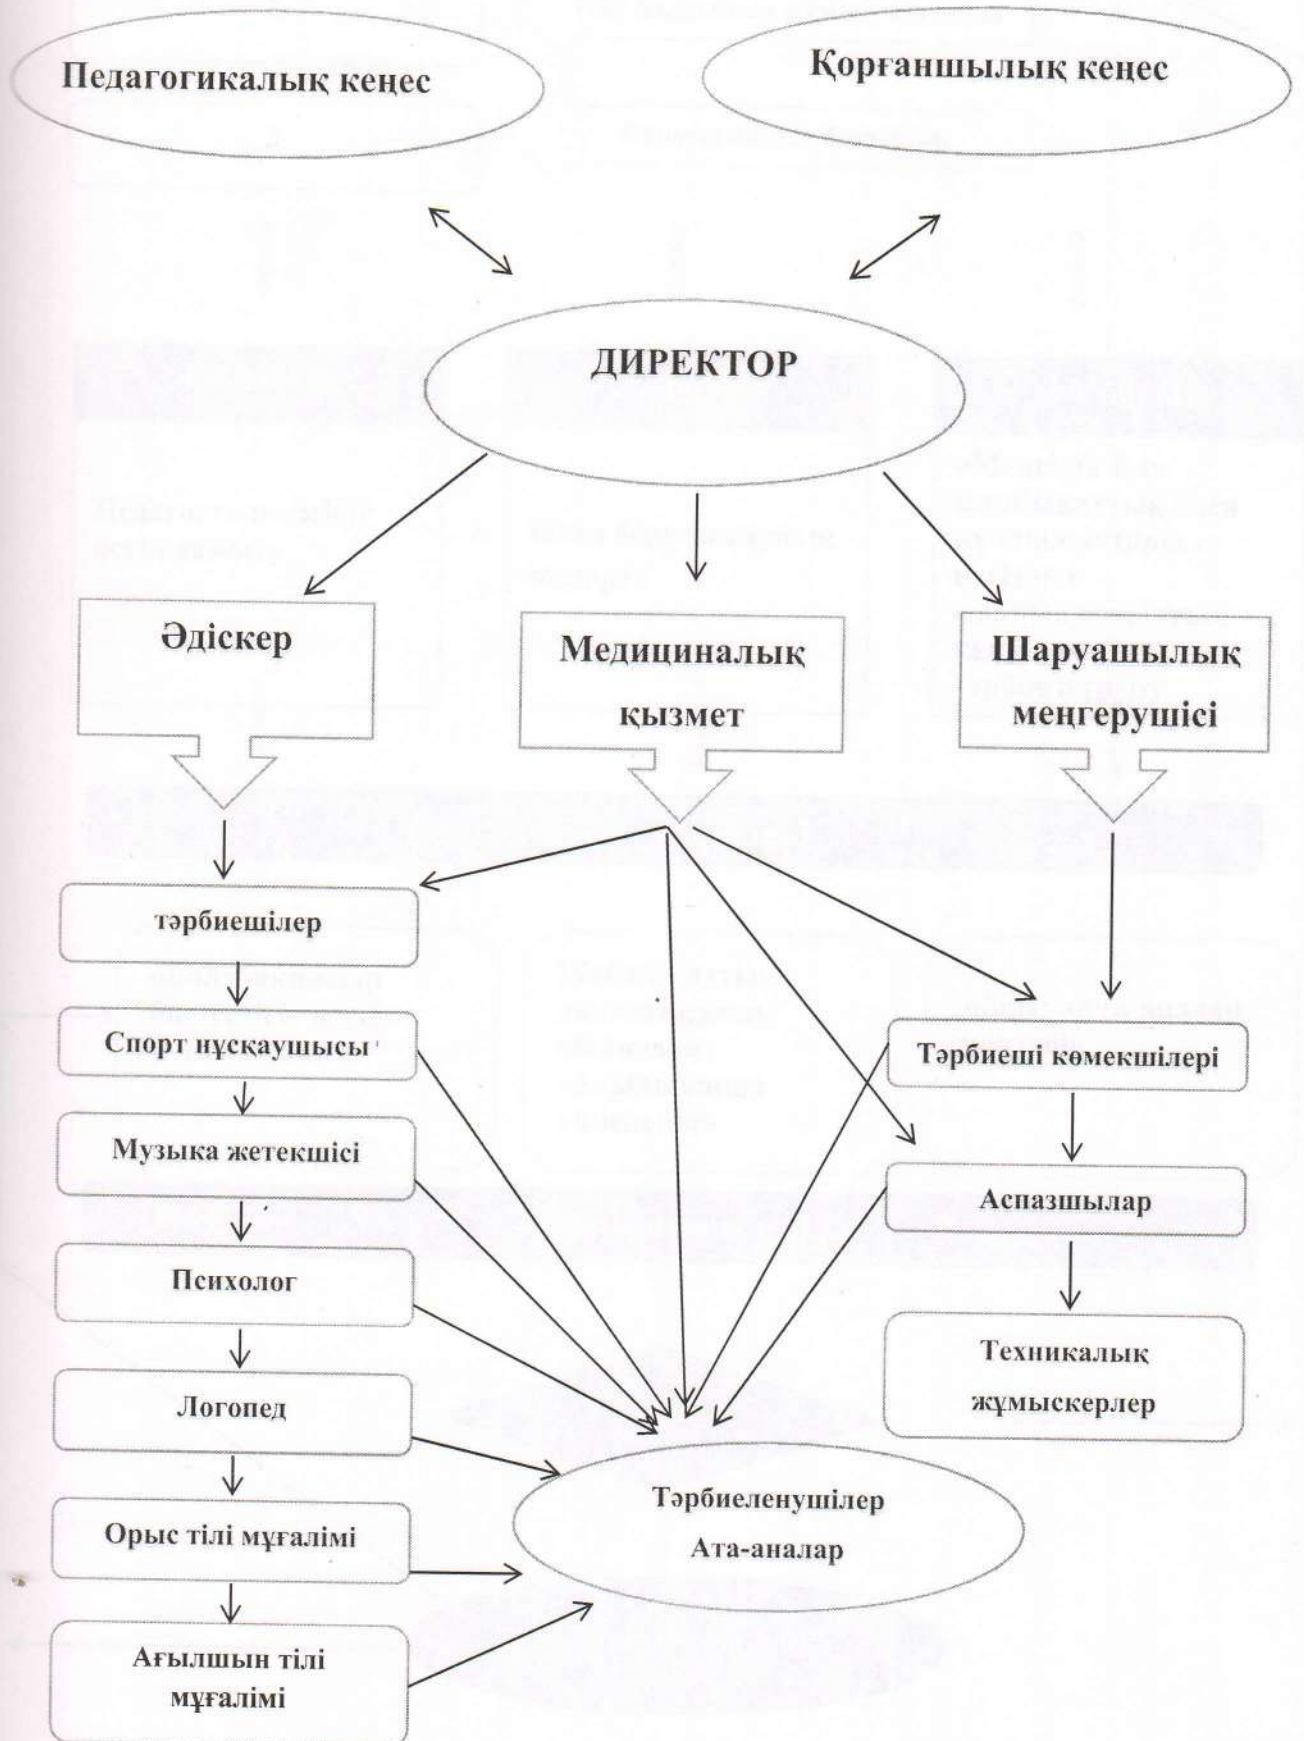 Педагогикалық кеңес
Қорғаншылық кеңес
ДИРЕКТОР
Әдіскер
Медициналық
қызмет
Шаруашылық
меңгерушісі
тәрбиешілер
Спорт нұсқаушысы
Музыка жетекшісі
Психолог
Логопед
Орыс тілі мұғалімі
Ағылшын тілі
мұғалімі
Тәрбиеші көмекшілері
Аспазшылар
Техникалық
жұмыскерлер
Тәрбиеленушілер
Ата-аналар